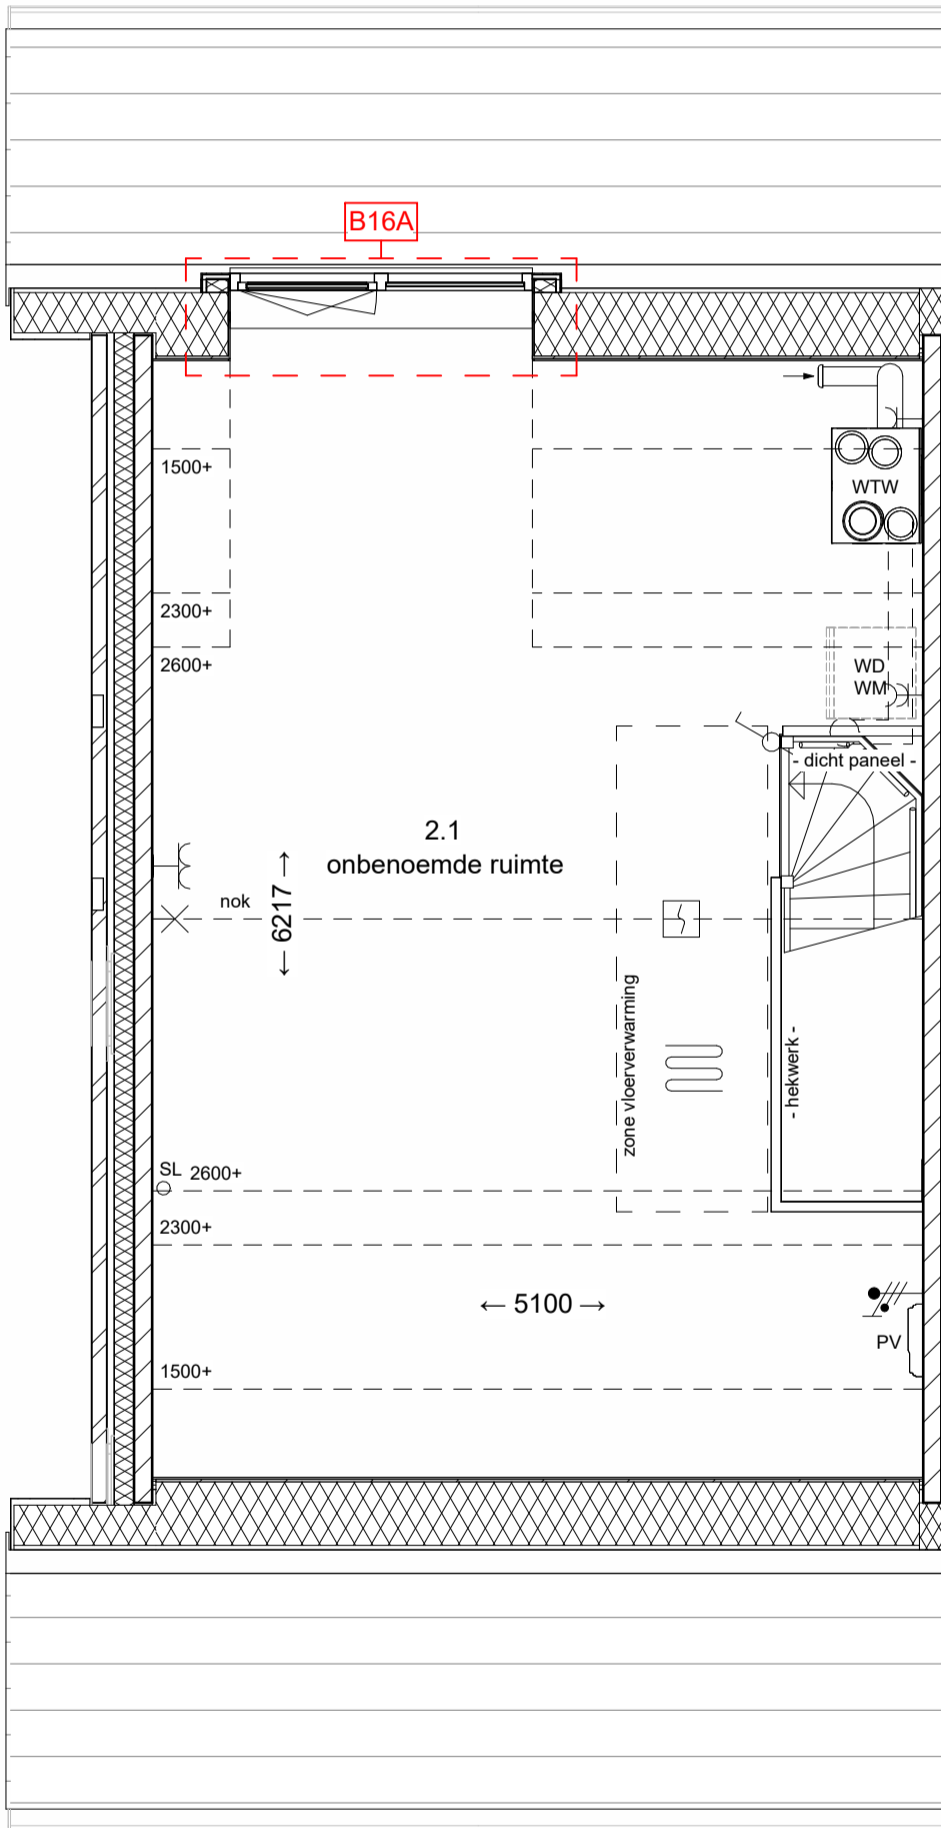 B16A
1500+
WTW
2300+
2600+
WD
WM
- dicht paneel -
2.1
onbenoemde ruimte
nok
← 6217 →
zone vloerverwarming
- hekwerk -
SL 2600+
2300+
← 5100 →
PV
1500+